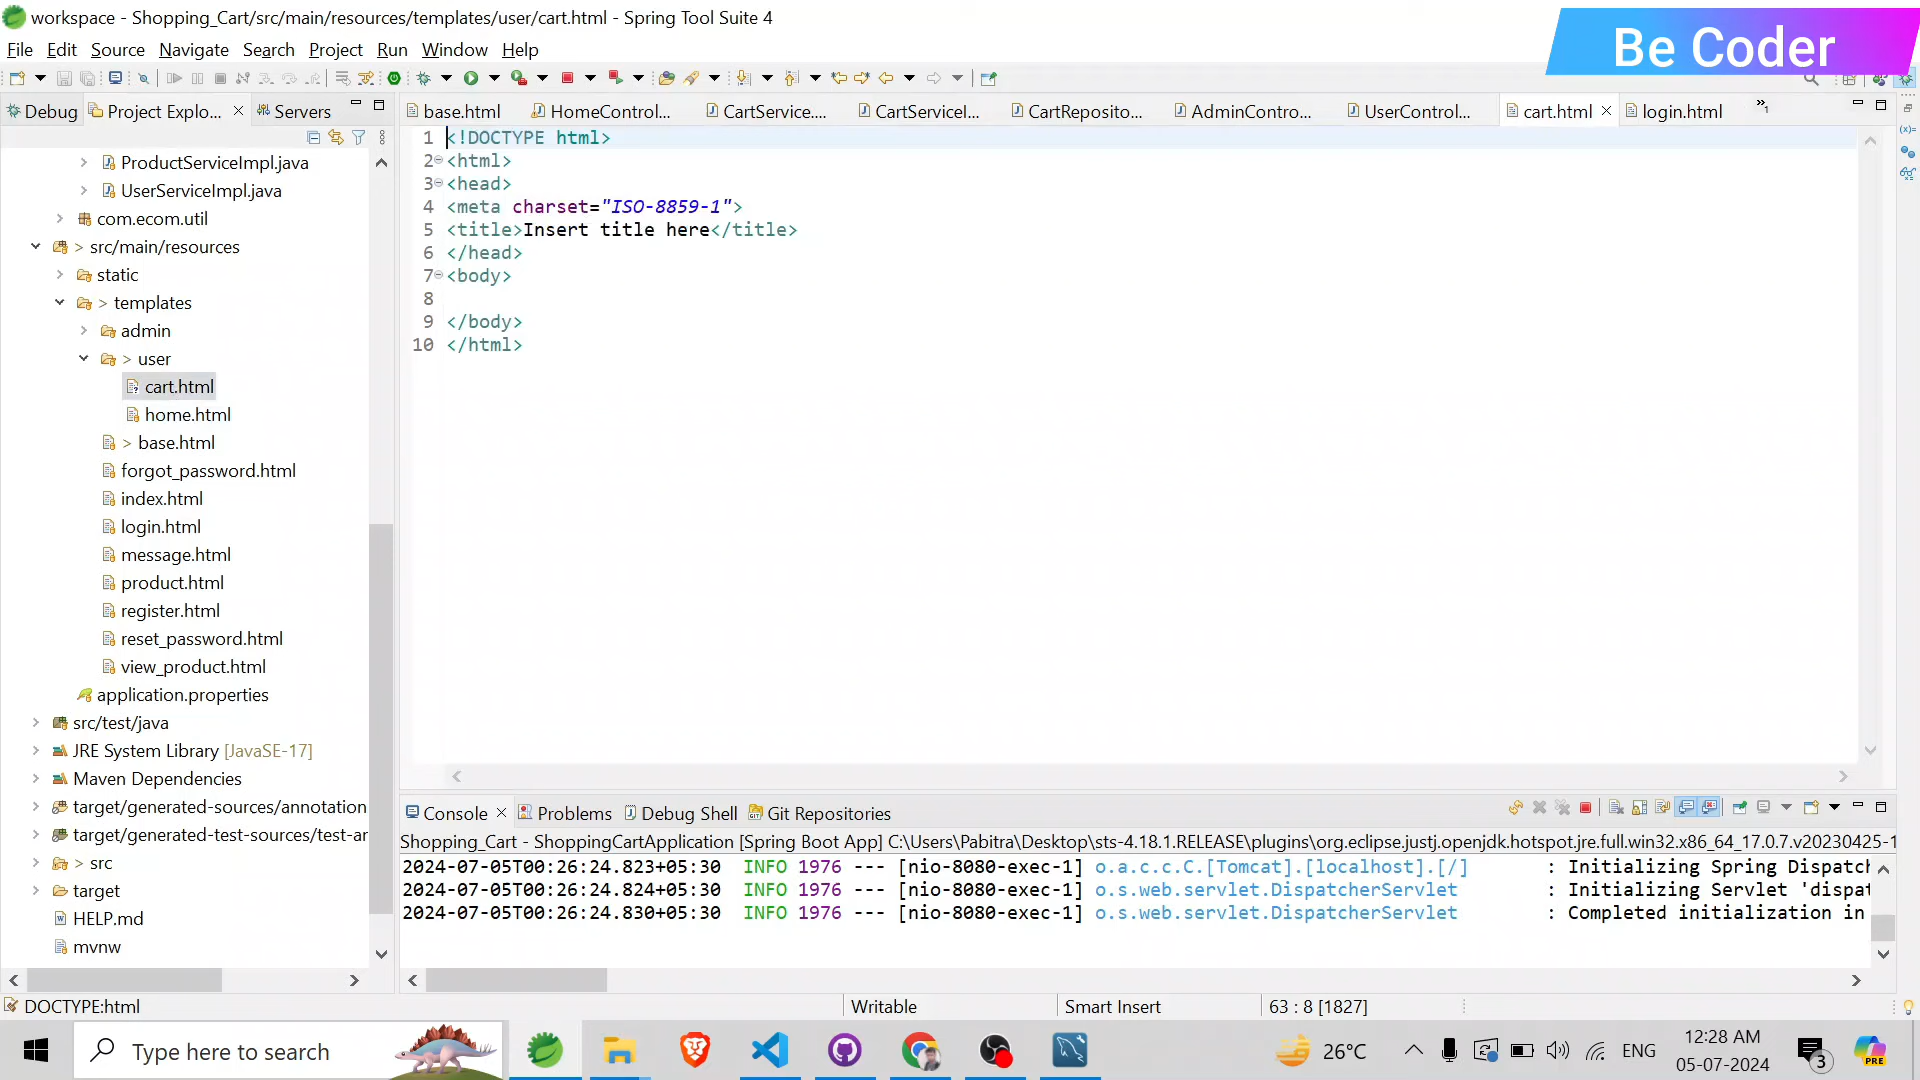 workspace - Shopping_Cart/src/main/resources/templates/user/cart.html - Spring Tool Suite 4
Be Coder
File Edit Source Navigate Search Project Run Window Help
Debug Project Explo... Servers
base.html HomeControl... CartService.... CartServiceI... CartReposito... AdminContro... UserControl... cart.html login.html »1
ProductServiceImpl.java
UserServiceImpl.java
com.ecom.util
> src/main/resources
static
> templates
admin
> user
cart.html
home.html
> base.html
forgot_password.html
index.html
login.html
message.html
product.html
register.html
reset_password.html
view_product.html
application.properties
src/test/java
JRE System Library [JavaSE-17]
Maven Dependencies
target/generated-sources/annotation
target/generated-test-sources/test-ar
> src
target
HELP.md
mvnw
1 <!DOCTYPE html>
2 <html>
3 <head>
4 <meta charset="ISO-8859-1">
5 <title>Insert title here</title>
6 </head>
7 <body>
8
9 </body>
10 </html>
Console Problems Debug Shell Git Repositories
Shopping_Cart - ShoppingCartApplication [Spring Boot App] C:\Users\Pabitra\Desktop\sts-4.18.1.RELEASE\plugins\org.eclipse.justj.openjdk.hotspot.jre.full.win32.x86_64_17.0.7.v20230425-1
2024-07-05T00:26:24.823+05:30 INFO 1976 --- [nio-8080-exec-1] o.a.c.c.C.[Tomcat].[localhost].[/] : Initializing Spring Dispatch
2024-07-05T00:26:24.824+05:30 INFO 1976 --- [nio-8080-exec-1] o.s.web.servlet.DispatcherServlet : Initializing Servlet 'dispat
2024-07-05T00:26:24.830+05:30 INFO 1976 --- [nio-8080-exec-1] o.s.web.servlet.DispatcherServlet : Completed initialization in
DOCTYPE:html Writable Smart Insert 63 : 8 [1827]
Type here to search
26°C ENG
12:28 AM
05-07-2024
3
PRE